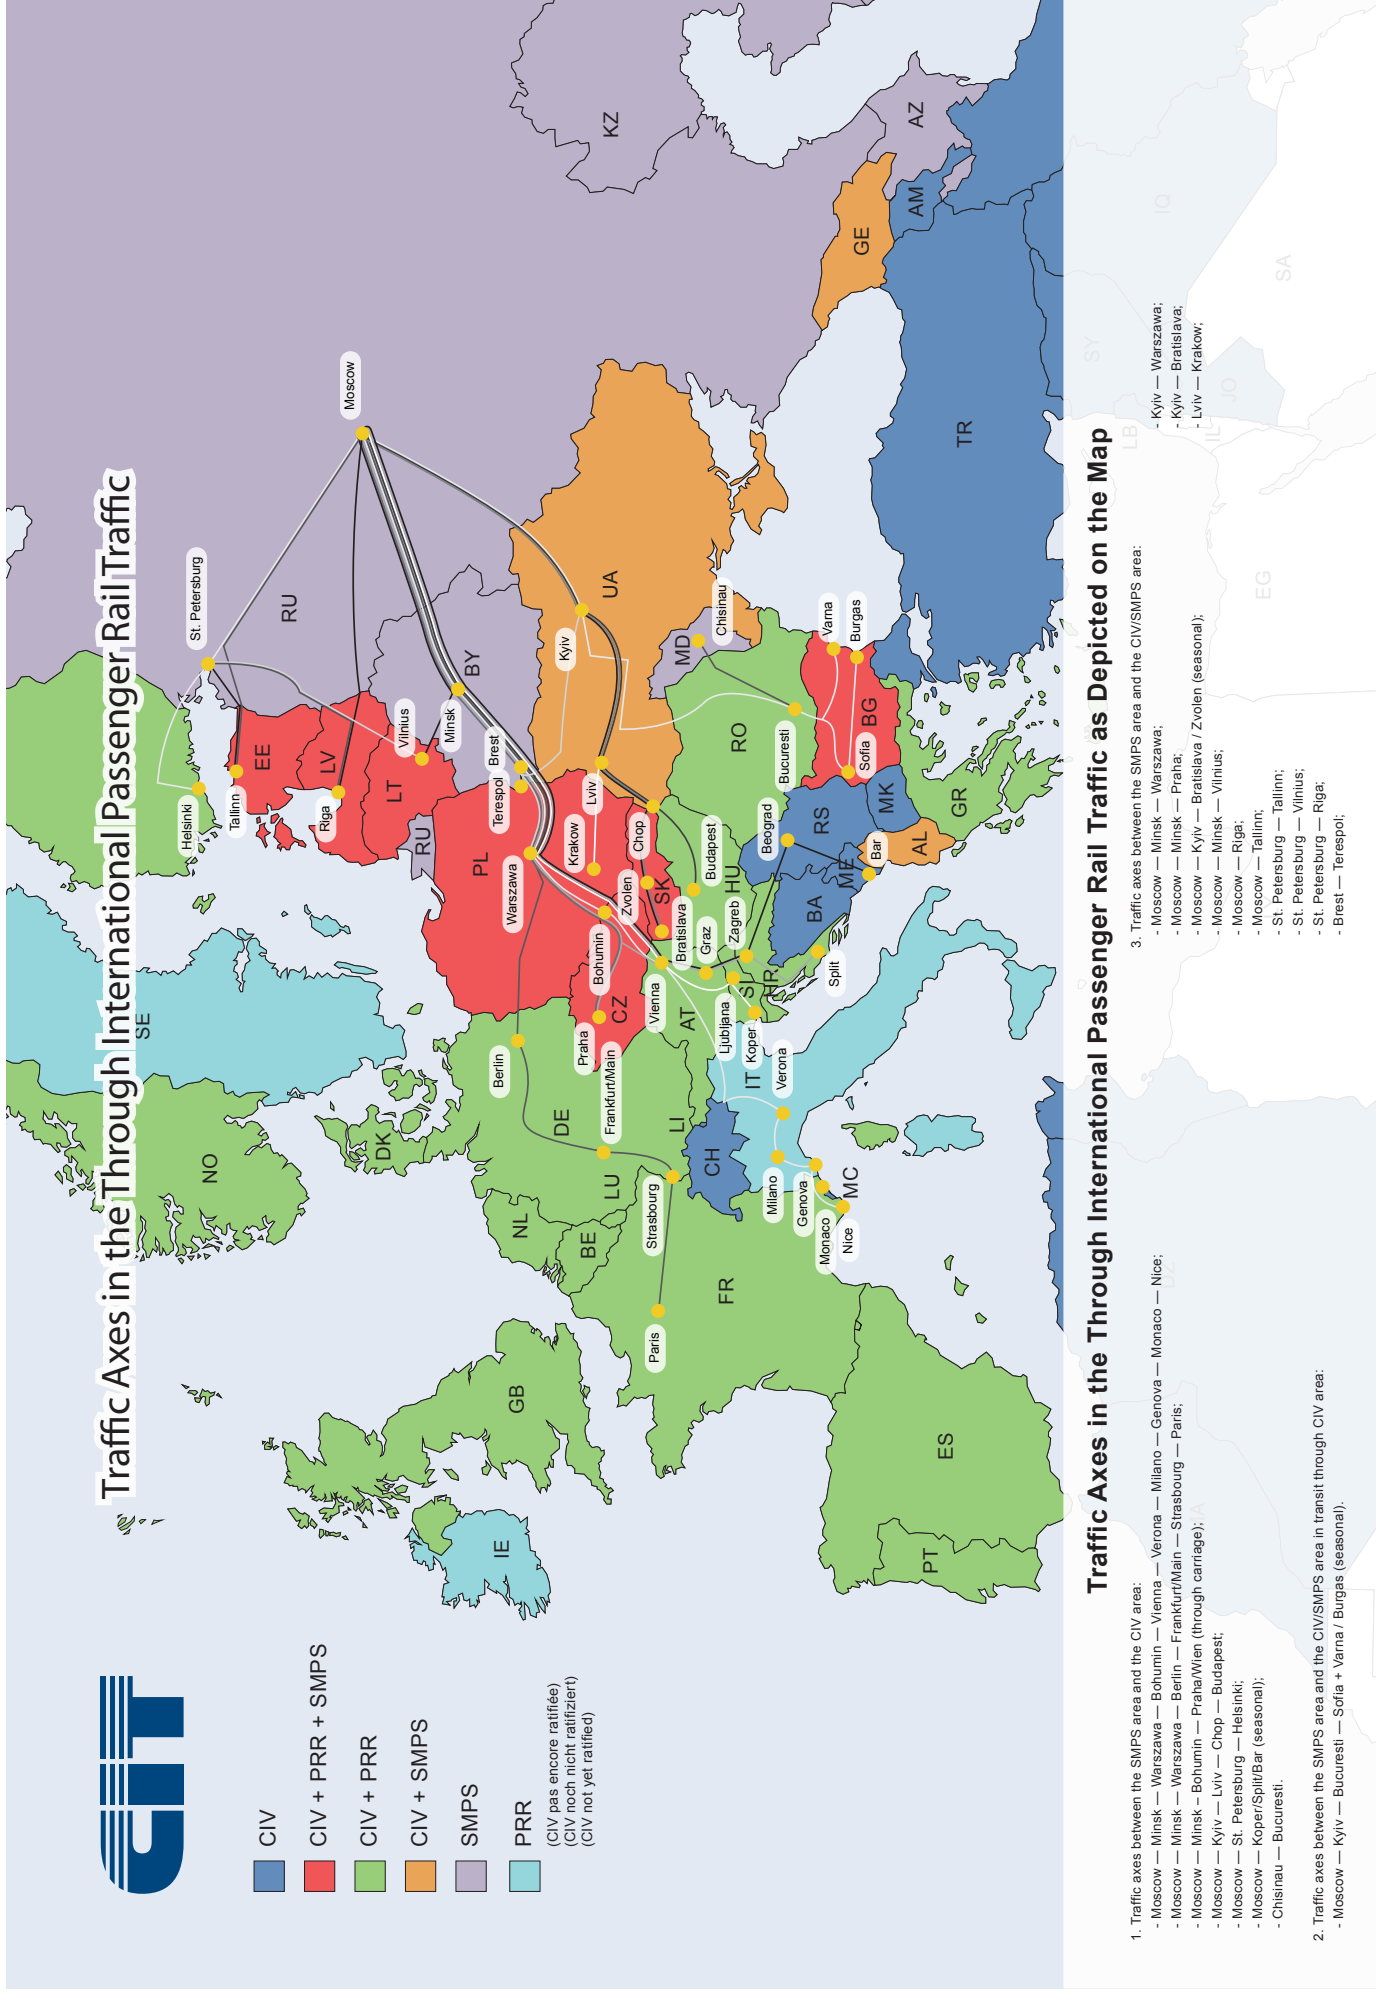 Traffic Axes in the Through International Passenger Rail Traffic
CIT
CIV
CIV + PRR + SMPS
CIV + PRR
CIV + SMPS
SMPS
PRR
(CIV pas encore ratifiée)
(CIV noch nicht ratifiziert)
(CIV not yet ratified)
NO
SE
DK
IE
GB
NL
BE
LU
DE
FR
ES
PT
CH
LI
AT
IT
MC
CZ
PL
SK
HU
SI
HR
BA
RS
ME
MK
AL
GR
BG
RO
MD
UA
BY
LT
LV
EE
RU
RU
KZ
GE
AM
AZ
TR
SY
IQ
LB
IL
JO
SA
EG
DZ
Helsinki
St. Petersburg
Tallinn
Riga
Moscow
Vilnius
Minsk
Brest
Terespol
Warszawa
Berlin
Praha
Frankfurt/Main
Strasbourg
Paris
Bohumin
Krakow
Zvolen
Lviv
Kyiv
Chop
Budapest
Bratislava
Vienna
Graz
Zagreb
Ljubljana
Koper
Verona
Milano
Genova
Monaco
Nice
Split
Bar
Beograd
Bucuresti
Chisinau
Sofia
Varna
Burgas
Traffic Axes in the Through International Passenger Rail Traffic as Depicted on the Map
1. Traffic axes between the SMPS area and the CIV area:
- Moscow — Minsk — Warszawa — Bohumin — Vienna — Verona — Milano — Genova — Monaco — Nice;
- Moscow — Minsk — Warszawa — Berlin — Frankfurt/Main — Strasbourg — Paris;
- Moscow — Minsk – Bohumin — Praha/Wien (through carriage);
- Moscow — Kyiv — Lviv — Chop — Budapest;
- Moscow — St. Petersburg — Helsinki;
- Moscow — Koper/Split/Bar (seasonal);
- Chisinau — Bucuresti.
2. Traffic axes between the SMPS area and the CIV/SMPS area in transit through CIV area:
- Moscow — Kyiv — Bucuresti — Sofia + Varna / Burgas (seasonal).
3. Traffic axes between the SMPS area and the CIV/SMPS area:
- Moscow — Minsk — Warszawa;
- Moscow — Minsk — Praha;
- Moscow — Kyiv — Bratislava / Zvolen (seasonal);
- Moscow — Minsk — Vilnius;
- Moscow — Riga;
- Moscow — Tallinn;
- St. Petersburg — Tallinn;
- St. Petersburg — Vilnius;
- St. Petersburg — Riga;
- Brest — Terespol;
- Kyiv — Warszawa;
- Kyiv — Bratislava;
- Lviv — Krakow;